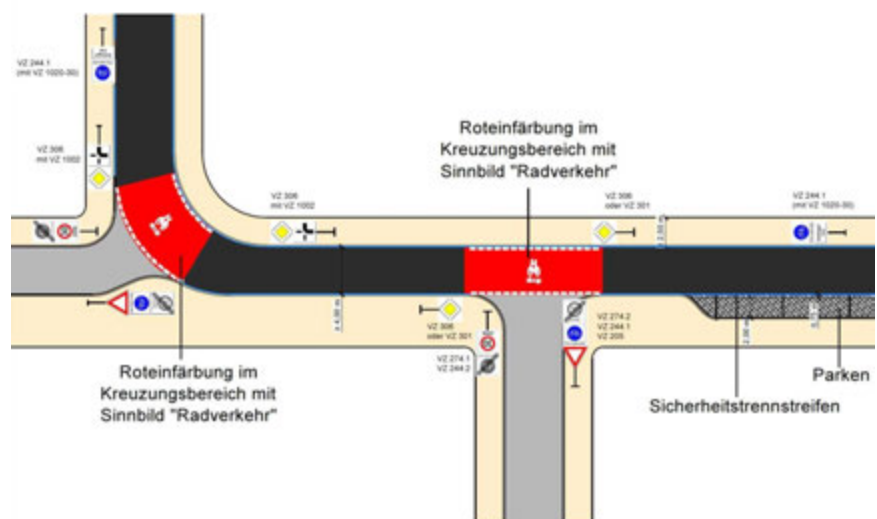 VZ 244.1
(mit VZ 1020-30)
VZ 306
mit VZ 1002
VZ 306
mit VZ 1002
Roteinfärbung im
Kreuzungsbereich mit
Sinnbild "Radverkehr"
VZ 306
oder VZ 301
VZ 244.1
(mit VZ 1020-30)
VZ 306
oder VZ 301
VZ 274.1
VZ 244.2
VZ 274.2
VZ 244.1
VZ 205
Roteinfärbung im
Kreuzungsbereich mit
Sinnbild "Radverkehr"
Parken
Sicherheitstrennstreifen